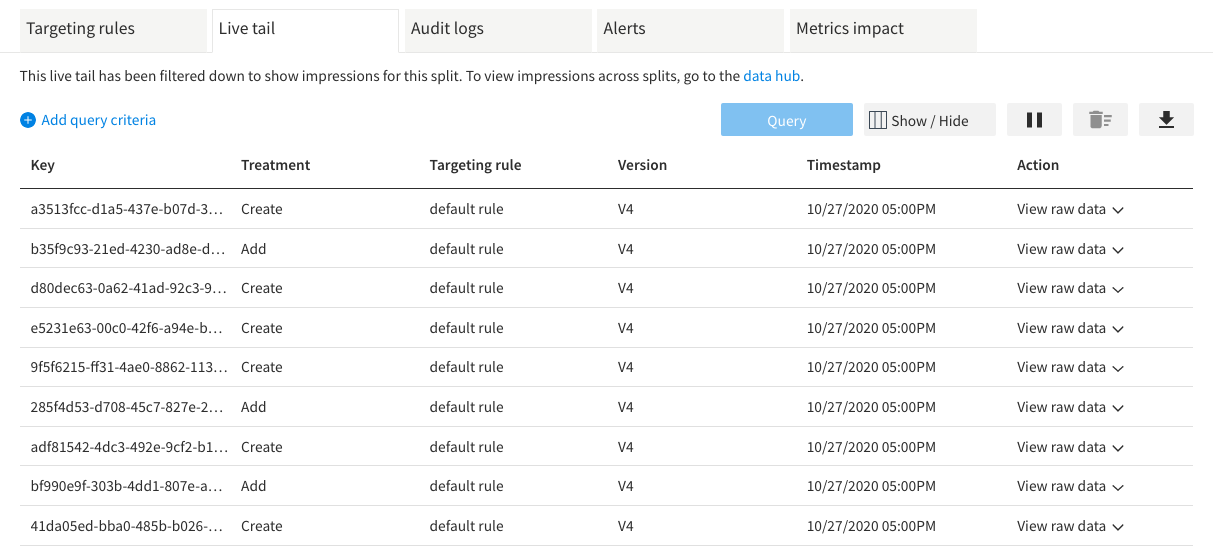 Targeting rules Live tail Audit logs Alerts Metrics impact
This live tail has been filtered down to show impressions for this split. To view impressions across splits, go to the data hub.
Add query criteria Query Show / Hide
Key Treatment Targeting rule Version Timestamp Action
a3513fcc-d1a5-437e-b07d-3... Create default rule V4 10/27/2020 05:00PM View raw data
b35f9c93-21ed-4230-ad8e-d... Add default rule V4 10/27/2020 05:00PM View raw data
d80dec63-0a62-41ad-92c3-9... Create default rule V4 10/27/2020 05:00PM View raw data
e5231e63-00c0-42f6-a94e-b... Create default rule V4 10/27/2020 05:00PM View raw data
9f5f6215-ff31-4ae0-8862-113... Create default rule V4 10/27/2020 05:00PM View raw data
285f4d53-d708-45c7-827e-2... Add default rule V4 10/27/2020 05:00PM View raw data
adf81542-4dc3-492e-9cf2-b1... Create default rule V4 10/27/2020 05:00PM View raw data
bf990e9f-303b-4dd1-807e-a... Add default rule V4 10/27/2020 05:00PM View raw data
41da05ed-bba0-485b-b026-... Create default rule V4 10/27/2020 05:00PM View raw data